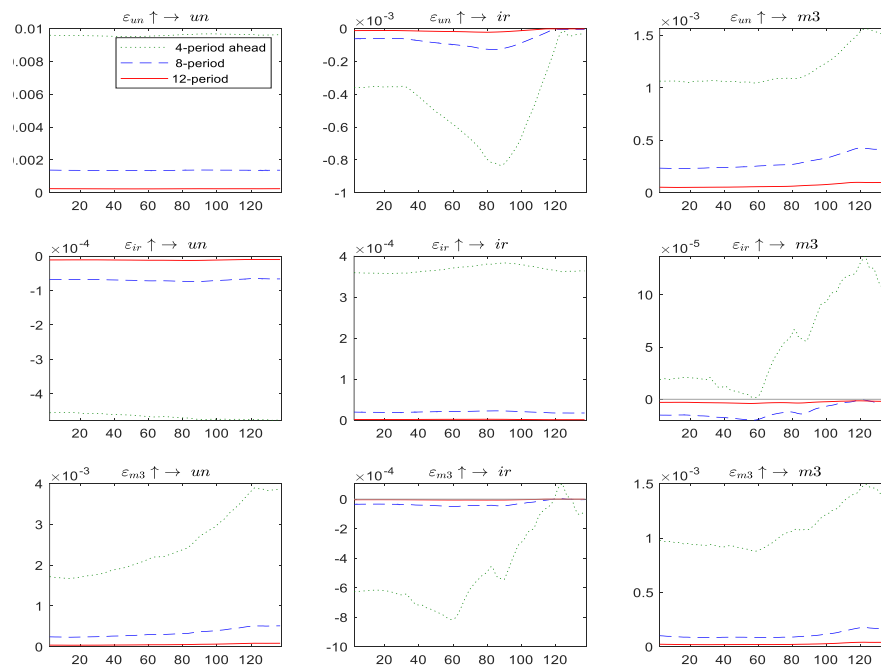 ε_un ↑ → un
0.01
0.008
0.006
0.004
0.002
0
20 40 60 80 100 120
4-period ahead
8-period
12-period
ε_un ↑ → ir
×10^-3
0
-0.2
-0.4
-0.6
-0.8
-1
20 40 60 80 100 120
ε_un ↑ → m3
×10^-3
1.5
1
0.5
0
20 40 60 80 100 120
ε_ir ↑ → un
×10^-4
0
-1
-2
-3
-4
20 40 60 80 100 120
ε_ir ↑ → ir
×10^-4
4
3
2
1
0
20 40 60 80 100 120
ε_ir ↑ → m3
×10^-5
10
5
0
20 40 60 80 100 120
ε_m3 ↑ → un
×10^-3
4
3
2
1
0
20 40 60 80 100 120
ε_m3 ↑ → ir
×10^-4
0
-2
-4
-6
-8
-10
20 40 60 80 100 120
ε_m3 ↑ → m3
×10^-3
1.5
1
0.5
0
20 40 60 80 100 120